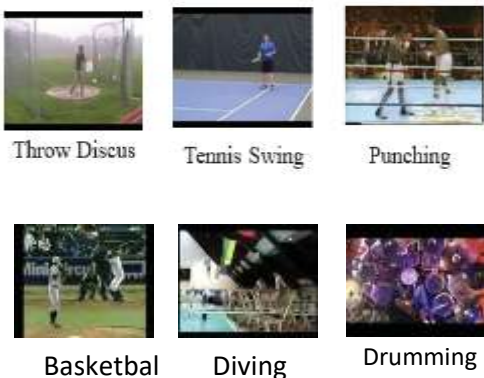 Throw Discus
Tennis Swing
Punching
Basketbal
Diving
Drumming